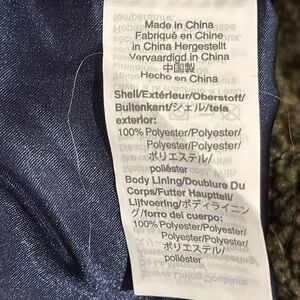 Made in China
Fabriqué en Chine
in China Hergestellt
Vervaardigd in China
中国製
Hecho en China
Shell/Extérieur/Oberstoff/
Buitenkant/シェル/tela
exterior:
100% Polyester/Polyester/
Polyester/Polyester/
ポリエステル/
poliéster
Body Lining/Doublure Du
Corps/Futter Hauptteil/
Lijfvoering/ボディライニン
グ/forro del cuerpo:
100% Polyester/Polyester/
Polyester/Polyester/
ポリエステル/
poliéster